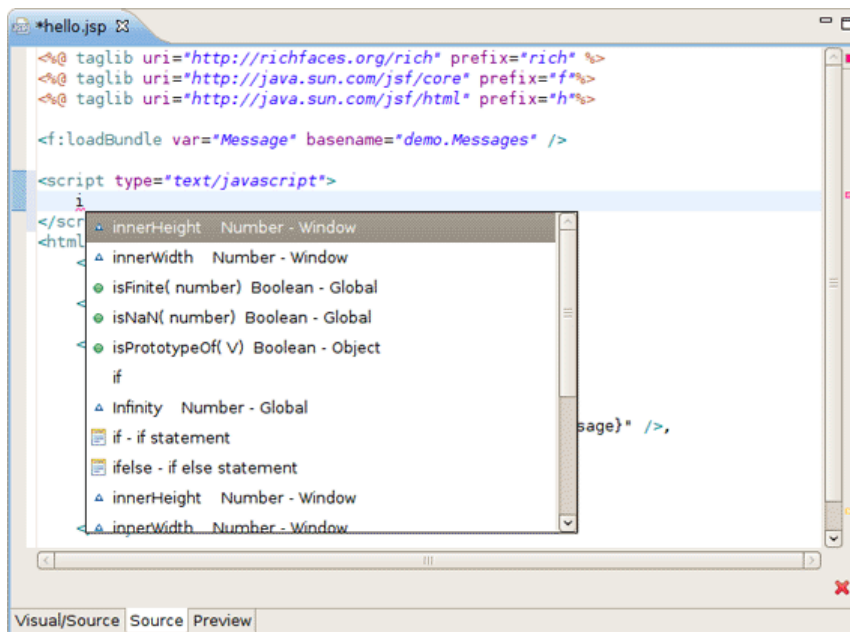 *hello.jsp
<%@ taglib uri="http://richfaces.org/rich" prefix="rich" %>
<%@ taglib uri="http://java.sun.com/jsf/core" prefix="f"%>
<%@ taglib uri="http://java.sun.com/jsf/html" prefix="h"%>
<f:loadBundle var="Message" basename="demo.Messages" />
<script type="text/javascript">
i
</scr
<html
innerHeight Number - Window
innerWidth Number - Window
isFinite( number) Boolean - Global
isNaN( number) Boolean - Global
isPrototypeOf( V) Boolean - Object
if
Infinity Number - Global
sage}" />,
if - if statement
ifelse - if else statement
innerHeight Number - Window
innerWidth Number - Window
Visual/Source Source Preview